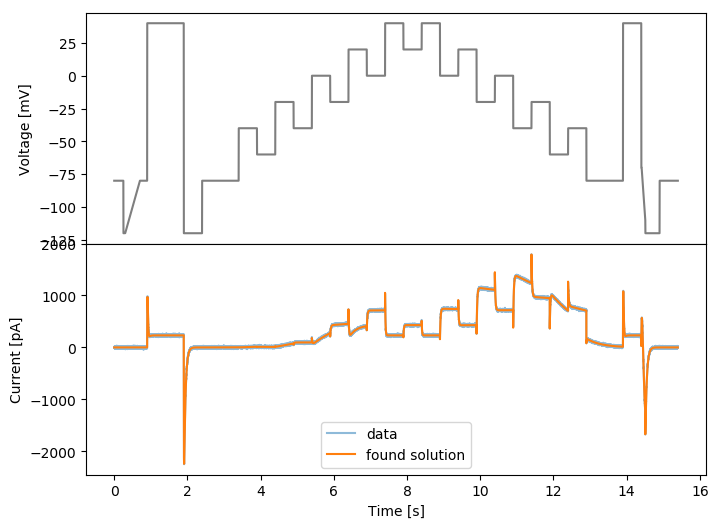 Voltage [mV]
25
0
−25
−50
−75
−100
−125
Current [pA]
2000
1000
0
−1000
−2000
data
found solution
0 2 4 6 8 10 12 14 16
Time [s]